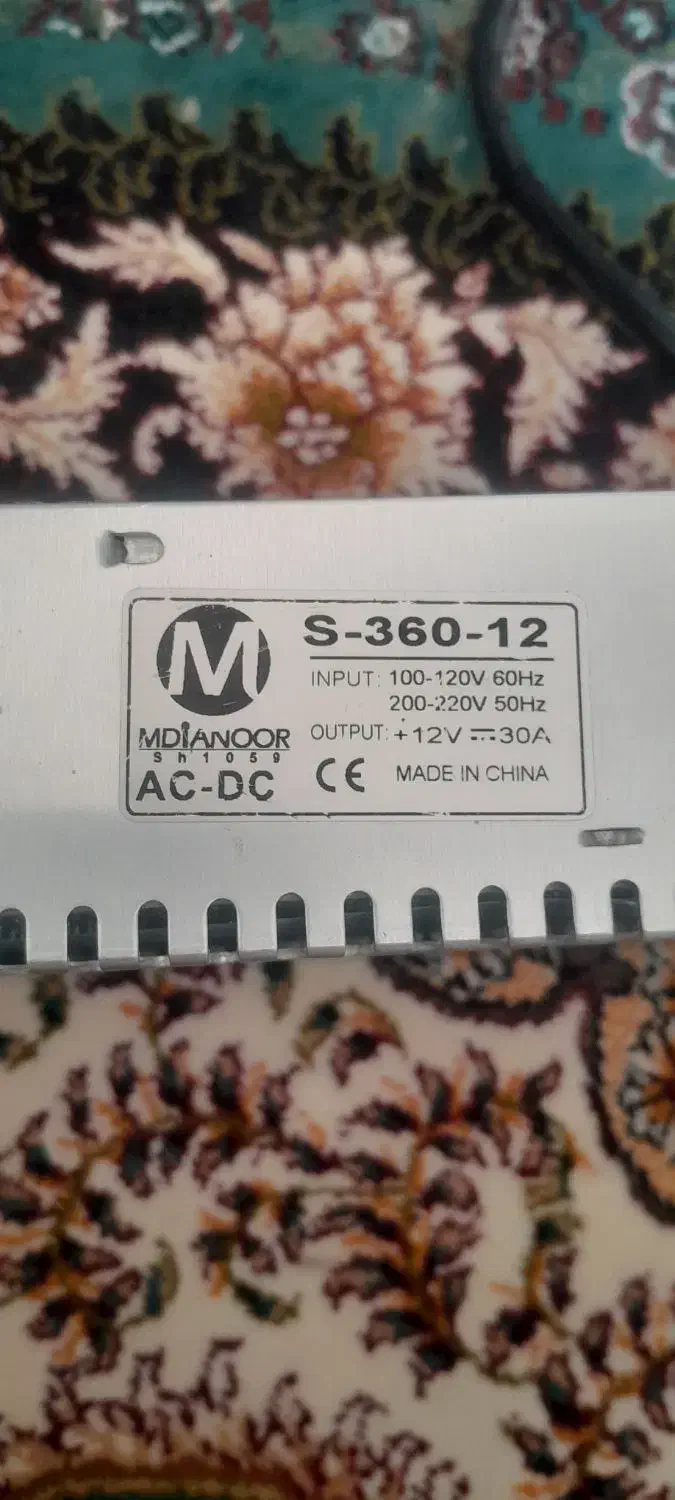 M
MDIANOOR
Sh1059
AC-DC
S-360-12
INPUT: 100-120V 60Hz
200-220V 50Hz
OUTPUT: +12V ⎓ 30A
CE MADE IN CHINA